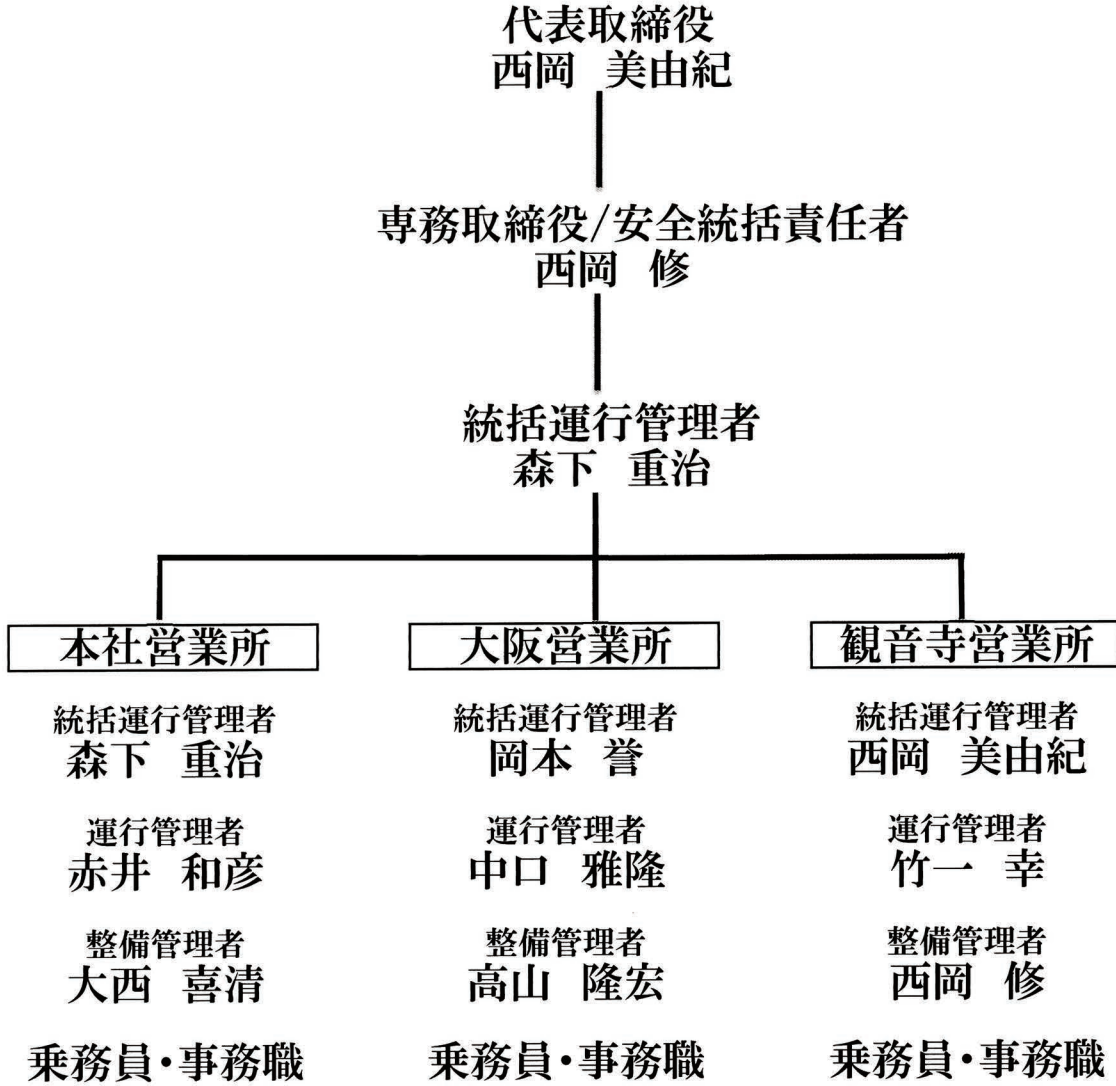 代表取締役
西岡 美由紀
専務取締役/安全統括責任者
西岡 修
統括運行管理者
森下 重治
本社営業所
統括運行管理者
森下 重治
運行管理者
赤井 和彦
整備管理者
大西 喜清
乗務員・事務職
大阪営業所
統括運行管理者
岡本 誉
運行管理者
中口 雅隆
整備管理者
高山 隆宏
乗務員・事務職
観音寺営業所
統括運行管理者
西岡 美由紀
運行管理者
竹一 幸
整備管理者
西岡 修
乗務員・事務職